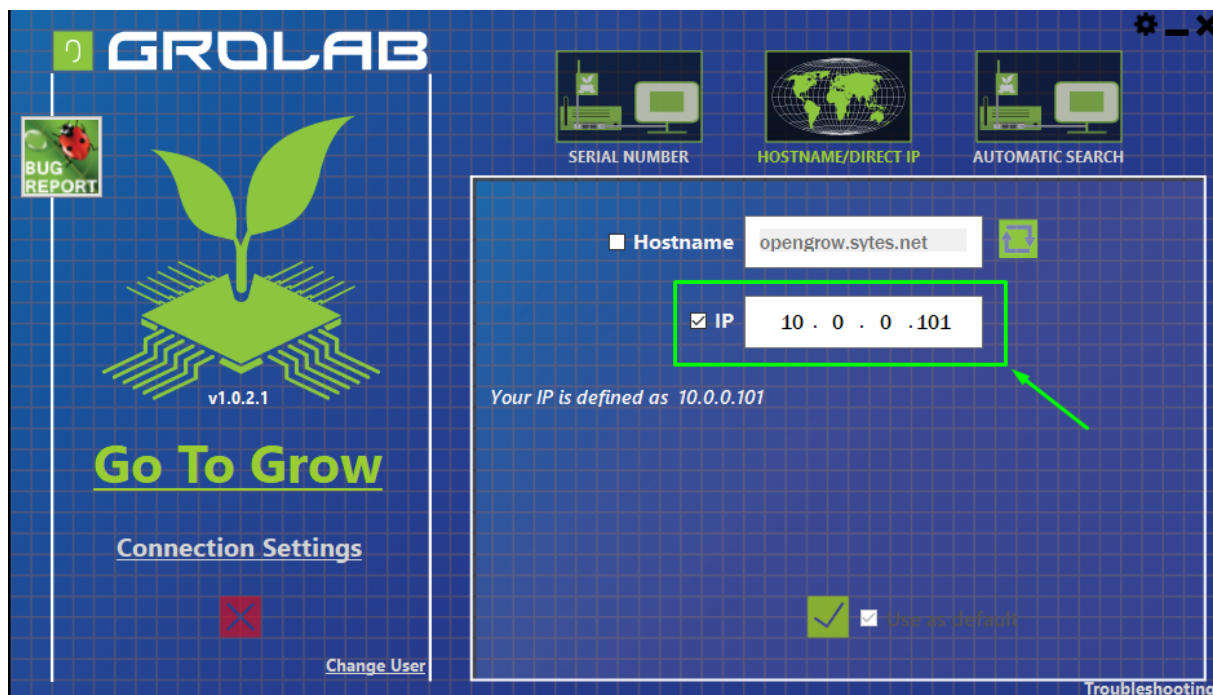 GROLAB
BUG
REPORT
v1.0.2.1
Go To Grow
Connection Settings
Change User
SERIAL NUMBER
HOSTNAME/DIRECT IP
AUTOMATIC SEARCH
Hostname opengrow.sytes.net
IP 10 . 0 . 0 .101
Your IP is defined as 10.0.0.101
Use as default
Troubleshooting